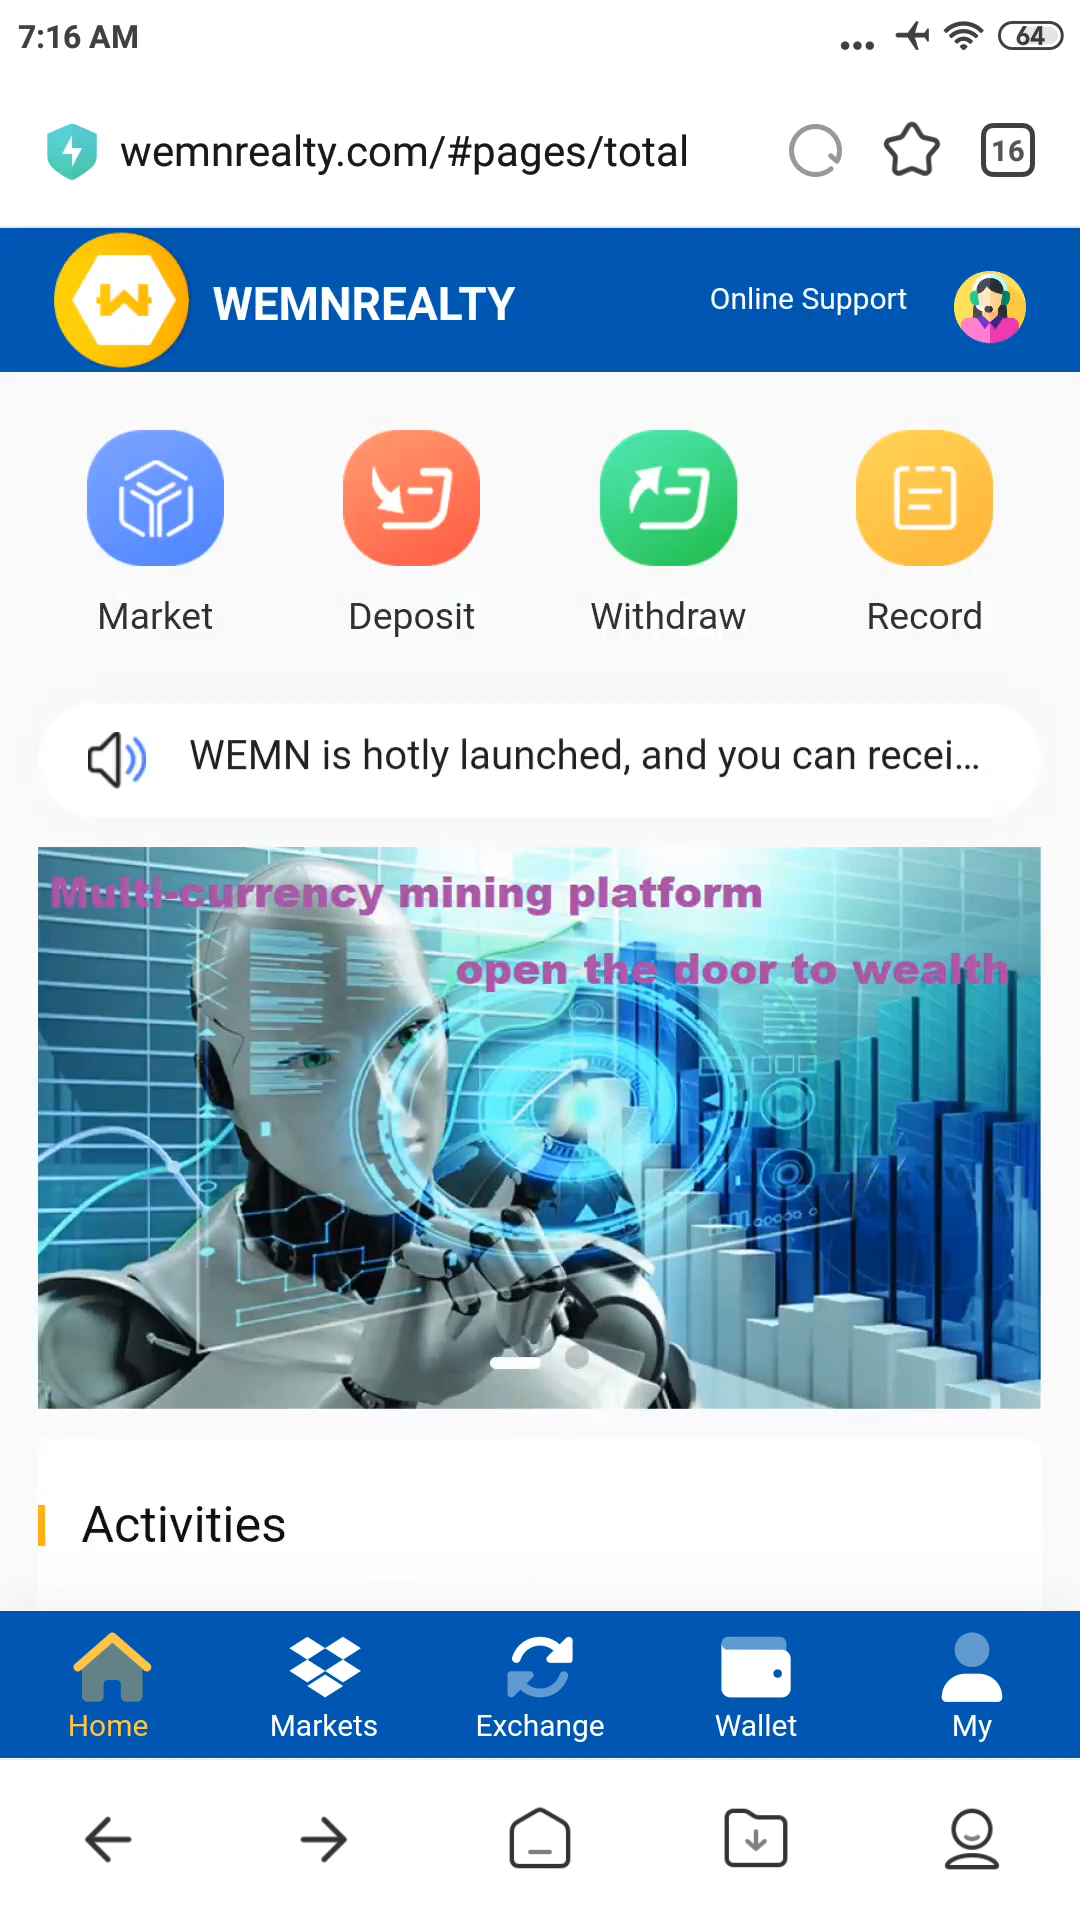 7:16 AM
64
wemnrealty.com/#pages/total
16
WEMNREALTY
Online Support
Market
Deposit
Withdraw
Record
WEMN is hotly launched, and you can recei...
Multi-currency mining platform
open the door to wealth
Activities
Home
Markets
Exchange
Wallet
My